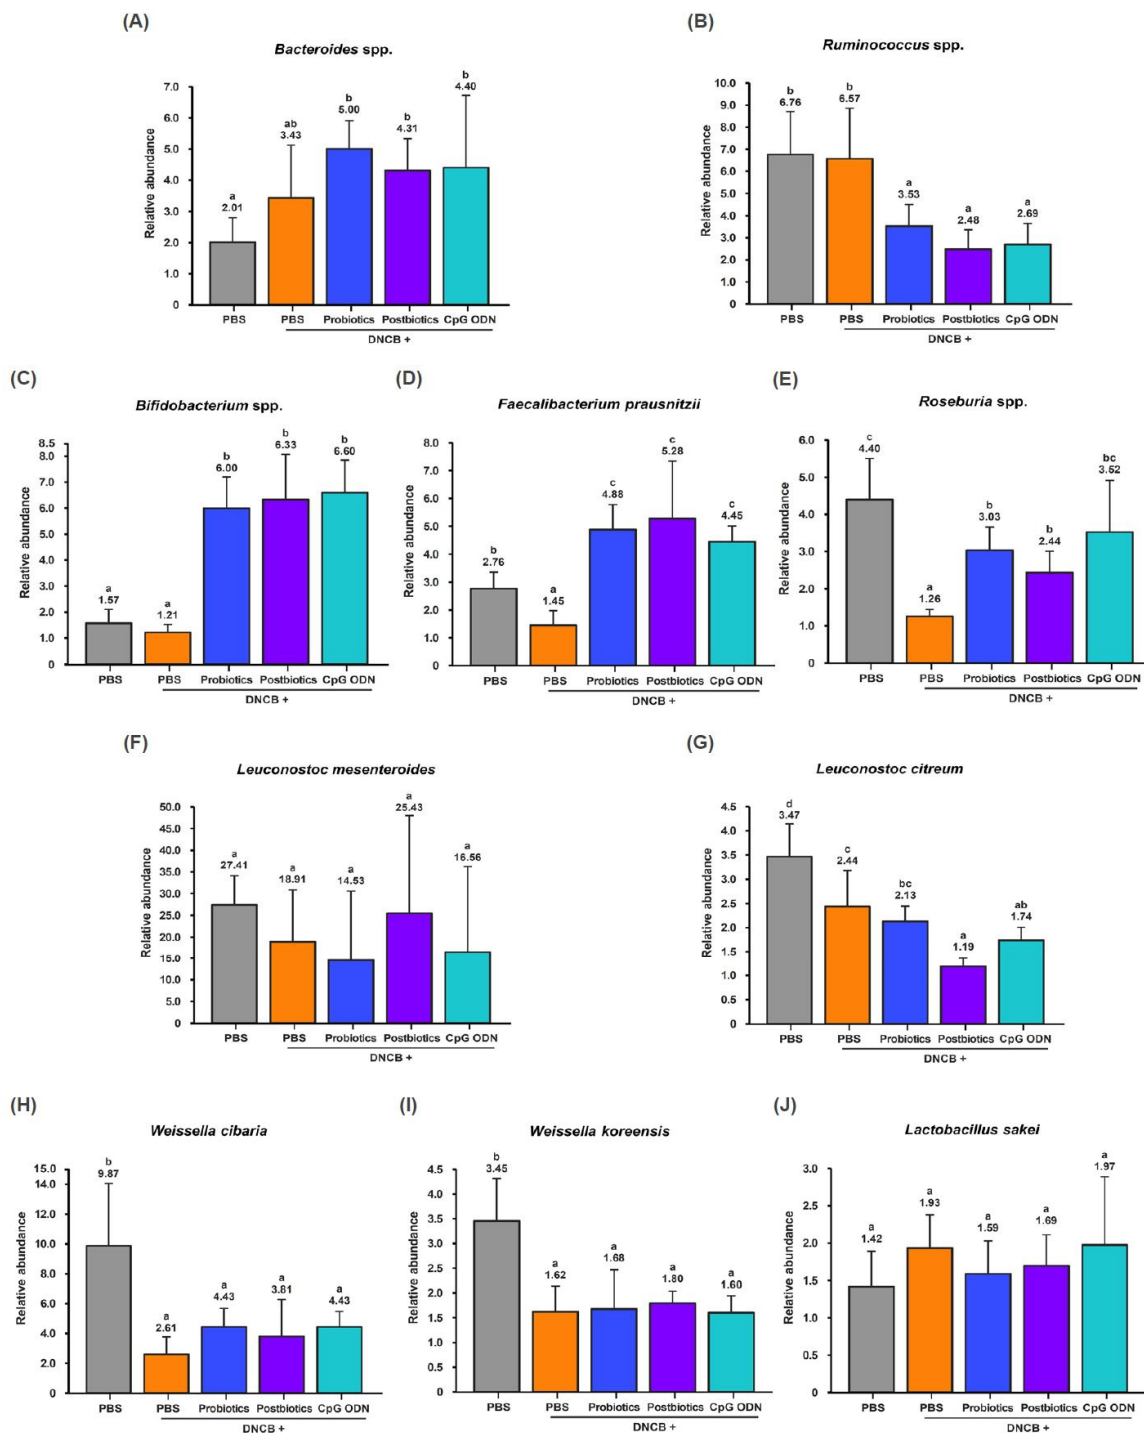 (A)
Bacteroides spp.
Relative abundance
7.0
6.0
5.0
4.0
3.0
2.0
1.0
0
a
2.01
ab
3.43
b
5.00
b
4.31
b
4.40
PBS PBS Probiotics Postbiotics CpG ODN
DNCB +
(B)
Ruminococcus spp.
Relative abundance
10.0
9.0
8.0
7.0
6.0
5.0
4.0
3.0
2.0
1.0
0
b
6.76
b
6.57
a
3.53
a
2.48
a
2.69
PBS PBS Probiotics Postbiotics CpG ODN
DNCB +
(C)
Bifidobacterium spp.
Relative abundance
8.5
8.0
7.0
6.0
5.0
4.0
3.0
2.0
1.0
0
a
1.57
a
1.21
b
6.00
b
6.33
b
6.60
PBS PBS Probiotics Postbiotics CpG ODN
DNCB +
(D)
Faecalibacterium prausnitzii
Relative abundance
8.0
7.0
6.0
5.0
4.0
3.0
2.0
1.0
0
b
2.76
a
1.45
c
4.88
c
5.28
c
4.45
PBS PBS Probiotics Postbiotics CpG ODN
DNCB +
(E)
Roseburia spp.
Relative abundance
6.0
5.0
4.0
3.0
2.0
1.0
0
c
4.40
a
1.26
b
3.03
b
2.44
bc
3.52
PBS PBS Probiotics Postbiotics CpG ODN
DNCB +
(F)
Leuconostoc mesenteroides
Relative abundance
50.0
45.0
40.0
35.0
30.0
25.0
20.0
15.0
10.0
5.0
0
a
27.41
a
18.91
a
14.53
a
25.43
a
16.56
PBS PBS Probiotics Postbiotics CpG ODN
DNCB +
(G)
Leuconostoc citreum
Relative abundance
4.5
4.0
3.5
3.0
2.5
2.0
1.5
1.0
0.5
0
d
3.47
c
2.44
bc
2.13
a
1.19
ab
1.74
PBS PBS Probiotics Postbiotics CpG ODN
DNCB +
(H)
Weissella cibaria
Relative abundance
15.0
14.0
12.0
10.0
8.0
6.0
4.0
2.0
0
b
9.87
a
2.61
a
4.43
a
3.81
a
4.43
PBS PBS Probiotics Postbiotics CpG ODN
DNCB +
(I)
Weissella koreensis
Relative abundance
4.5
4.0
3.5
3.0
2.5
2.0
1.5
1.0
0.5
0
b
3.45
a
1.62
a
1.68
a
1.80
a
1.60
PBS PBS Probiotics Postbiotics CpG ODN
DNCB +
(J)
Lactobacillus sakei
Relative abundance
3.0
2.5
2.0
1.5
1.0
0.5
0
a
1.42
a
1.93
a
1.59
a
1.69
a
1.97
PBS PBS Probiotics Postbiotics CpG ODN
DNCB +